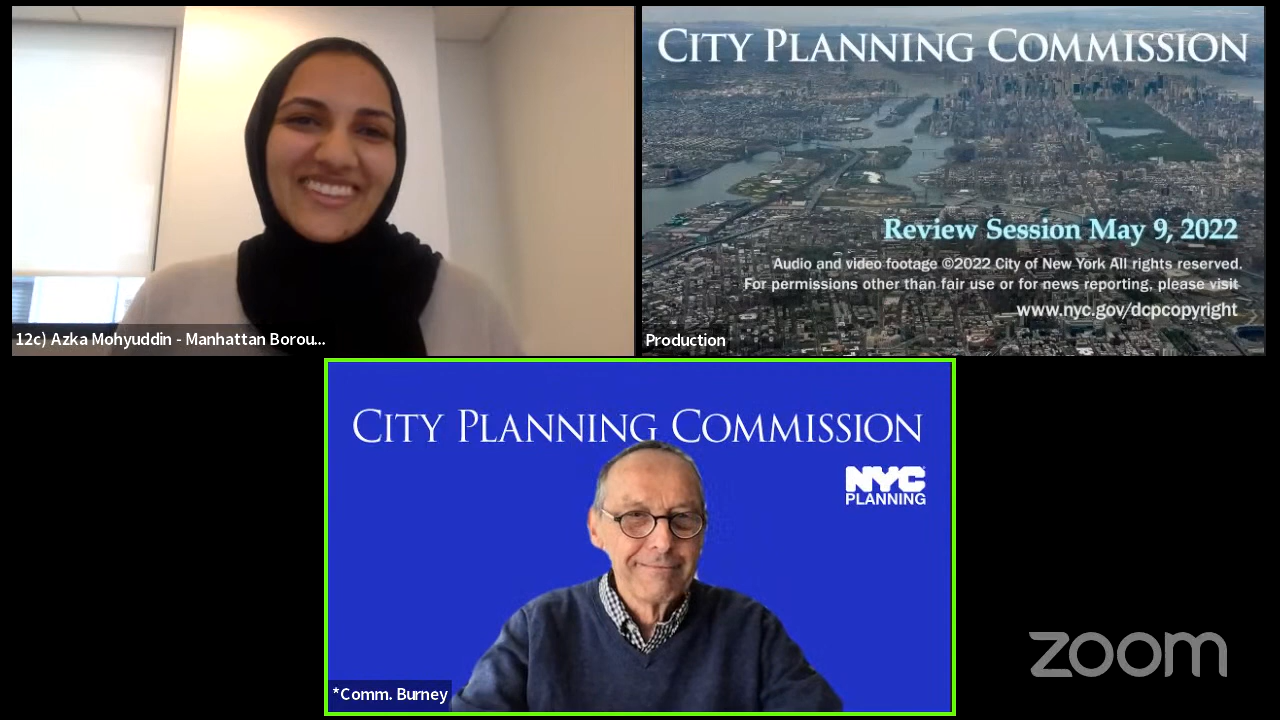 CITY PLANNING COMMISSION
Review Session May 9, 2022
Audio and video footage ©2022 City of New York All rights reserved.
For permissions other than fair use or for news reporting, please visit
www.nyc.gov/dcpcopyright
12c) Azka Mohyuddin - Manhattan Borou...
Production
CITY PLANNING COMMISSION
NYC
PLANNING
*Comm. Burney
zoom